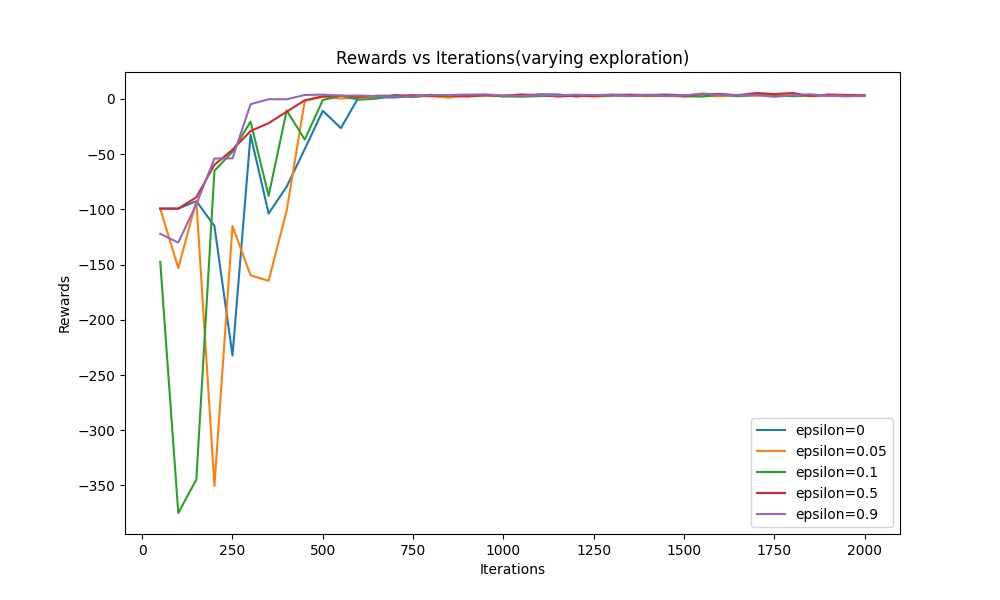 Rewards vs Iterations(varying exploration)
0
−50
−100
−150
−200
−250
−300
−350
Rewards
epsilon=0
epsilon=0.05
epsilon=0.1
epsilon=0.5
epsilon=0.9
0 250 500 750 1000 1250 1500 1750 2000
Iterations